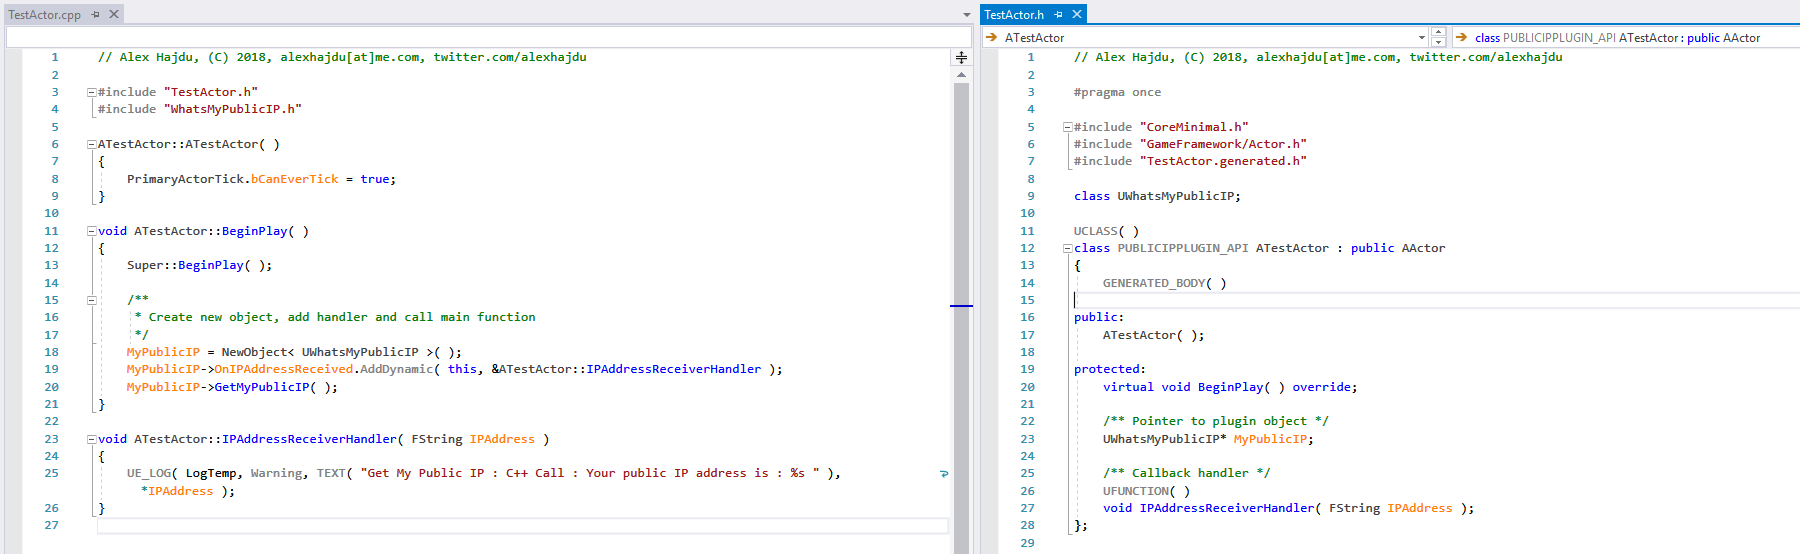 TestActor.cpp
1 // Alex Hajdu, (C) 2018, alexhajdu[at]me.com, twitter.com/alexhajdu
2
3 #include "TestActor.h"
4 #include "WhatsMyPublicIP.h"
5
6 ATestActor::ATestActor( )
7 {
8 PrimaryActorTick.bCanEverTick = true;
9 }
10
11 void ATestActor::BeginPlay( )
12 {
13 Super::BeginPlay( );
14
15 /**
16 * Create new object, add handler and call main function
17 */
18 MyPublicIP = NewObject< UWhatsMyPublicIP >( );
19 MyPublicIP->OnIPAddressReceived.AddDynamic( this, &ATestActor::IPAddressReceiverHandler );
20 MyPublicIP->GetMyPublicIP( );
21 }
22
23 void ATestActor::IPAddressReceiverHandler( FString IPAddress )
24 {
25 UE_LOG( LogTemp, Warning, TEXT( "Get My Public IP : C++ Call : Your public IP address is : %s " ),
*IPAddress );
26 }
27
TestActor.h
ATestActor
class PUBLICIPPLUGIN_API ATestActor : public AActor
1 // Alex Hajdu, (C) 2018, alexhajdu[at]me.com, twitter.com/alexhajdu
2
3 #pragma once
4
5 #include "CoreMinimal.h"
6 #include "GameFramework/Actor.h"
7 #include "TestActor.generated.h"
8
9 class UWhatsMyPublicIP;
10
11 UCLASS( )
12 class PUBLICIPPLUGIN_API ATestActor : public AActor
13 {
14 GENERATED_BODY( )
15
16 public:
17 ATestActor( );
18
19 protected:
20 virtual void BeginPlay( ) override;
21
22 /** Pointer to plugin object */
23 UWhatsMyPublicIP* MyPublicIP;
24
25 /** Callback handler */
26 UFUNCTION( )
27 void IPAddressReceiverHandler( FString IPAddress );
28 };
29